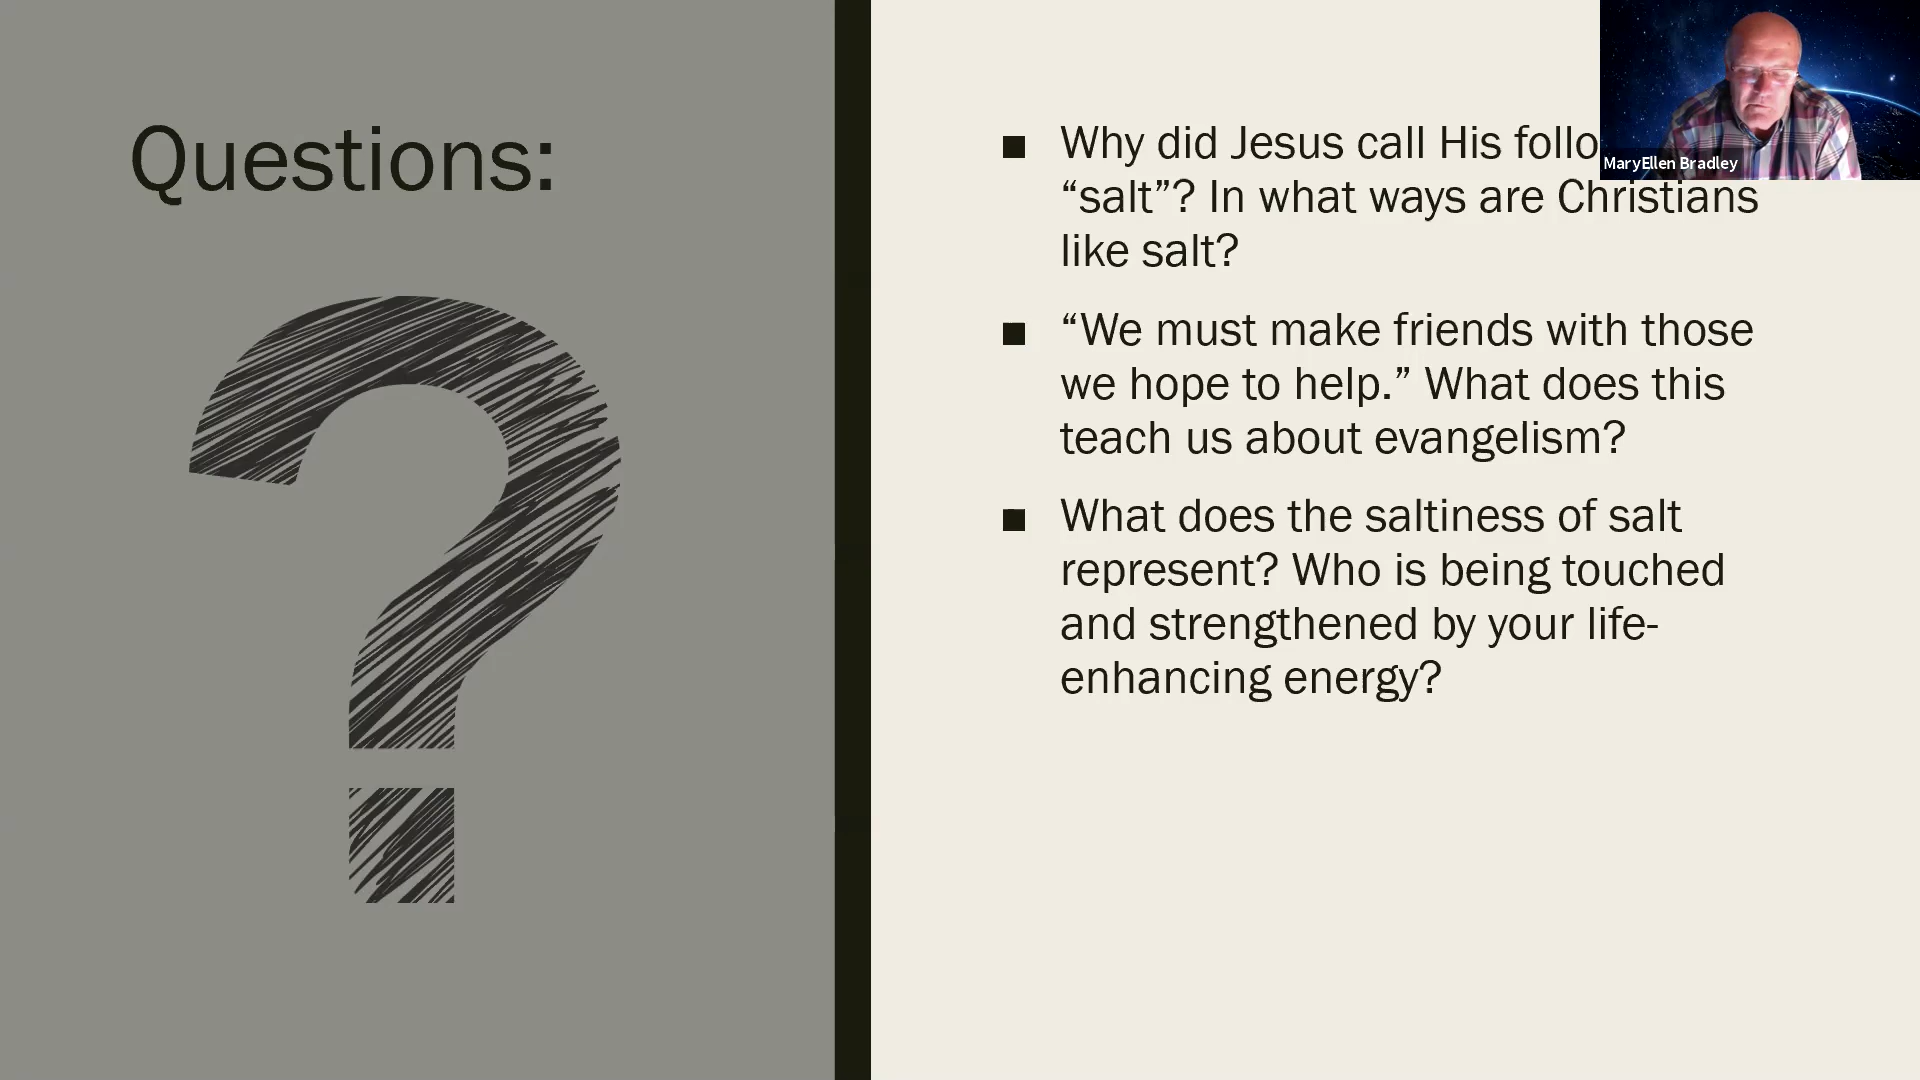 Questions:
■ Why did Jesus call His follo
“salt”? In what ways are Christians
like salt?
■ “We must make friends with those
we hope to help.” What does this
teach us about evangelism?
■ What does the saltiness of salt
represent? Who is being touched
and strengthened by your life-
enhancing energy?
MaryEllen Bradley